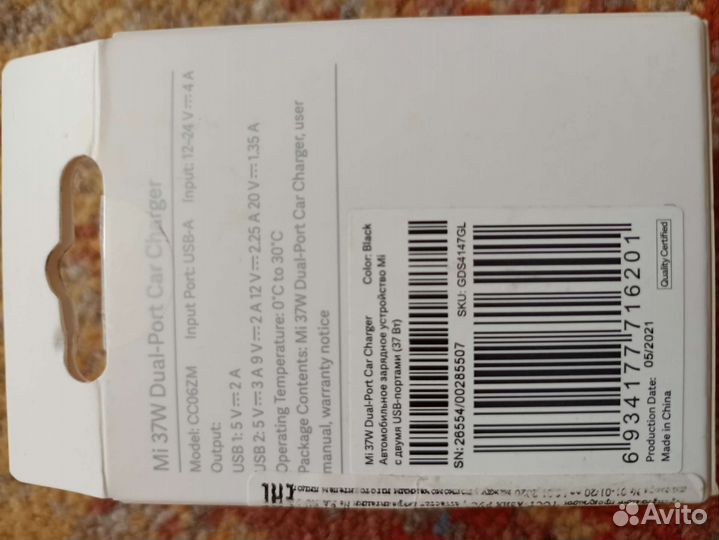 Mi 37W Dual-Port Car Charger
Model: CC06ZM Input Port: USB-A Input: 12-24 V⎓4 A
Output:
USB 1: 5 V⎓2 A
USB 2: 5 V⎓3 A 9 V⎓2 A 12 V⎓2.25 A 20 V⎓1.35 A
Operating Temperature: 0°C to 30°C
Package Contents: Mi 37W Dual-Port Car Charger, user
manual, warranty notice
Mi 37W Dual-Port Car Charger Color: Black
Автомобильное зарядное устройство Mi
с двумя USB-портами (37 Вт)
SN:26554/00285507 SKU: GDS4147GL
6934177716201
Production Date: 05/2021
Made in China
Quality Certified
EAC
Avito